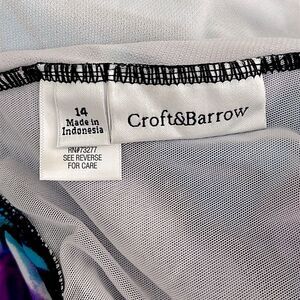 14
Made in
Indonesia
Croft&Barrow
RN#73277
SEE REVERSE
FOR CARE